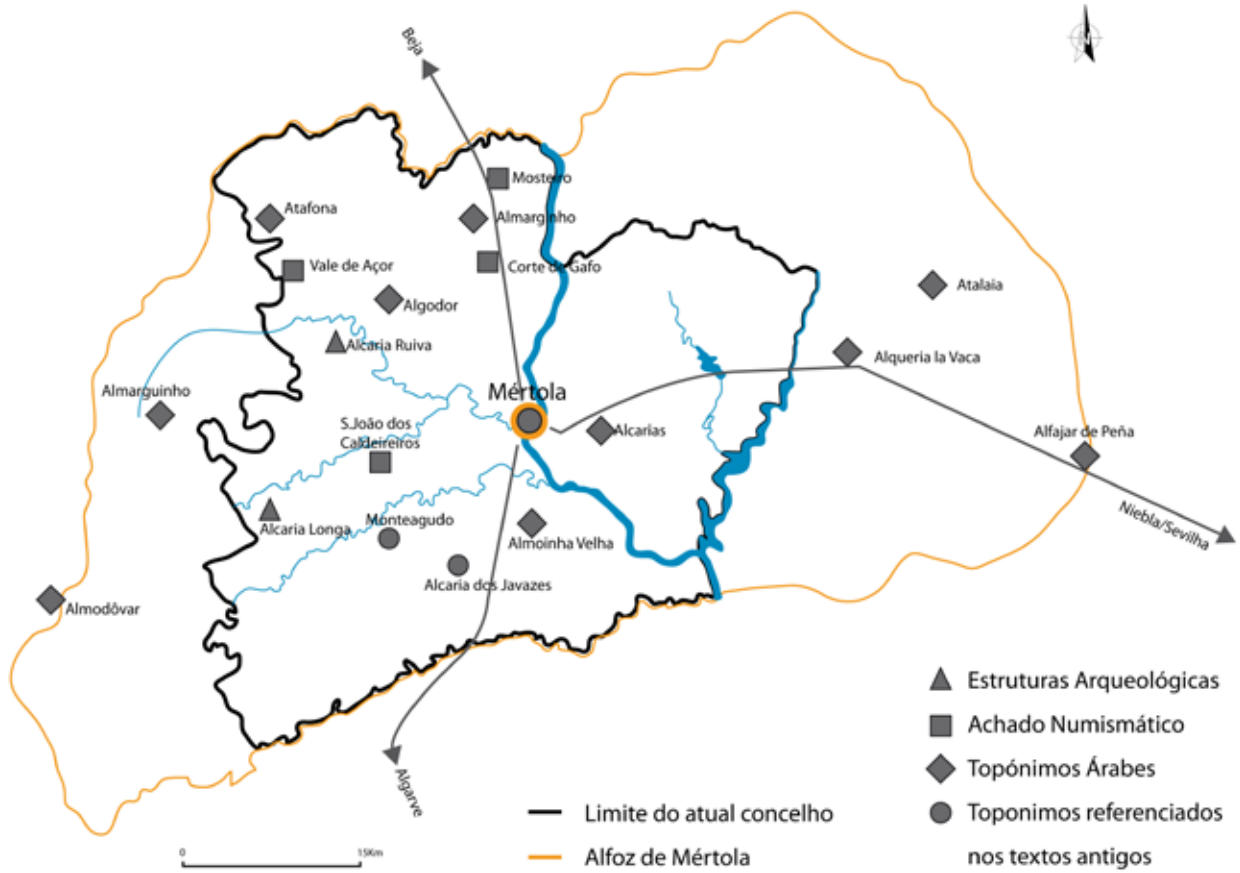 Beja
N
Mosteiro
Atafona
Almarginho
Vale de Açor
Corte de Gafo
Algodor
Atalaia
Alcaria Ruiva
Alqueria la Vaca
Almarguinho
Mértola
S.João dos
Caldeireiros
Alcarias
Alfajar de Peña
Alcaria Longa
Monteagudo
Almoinha Velha
Niebla/Sevilha
Alcaria dos Javazes
Almodôvar
Algarve
Estruturas Arqueológicas
Achado Numismático
Topónimos Árabes
Toponimos referenciados
nos textos antigos
Limite do atual concelho
Alfoz de Mértola
0
15Km